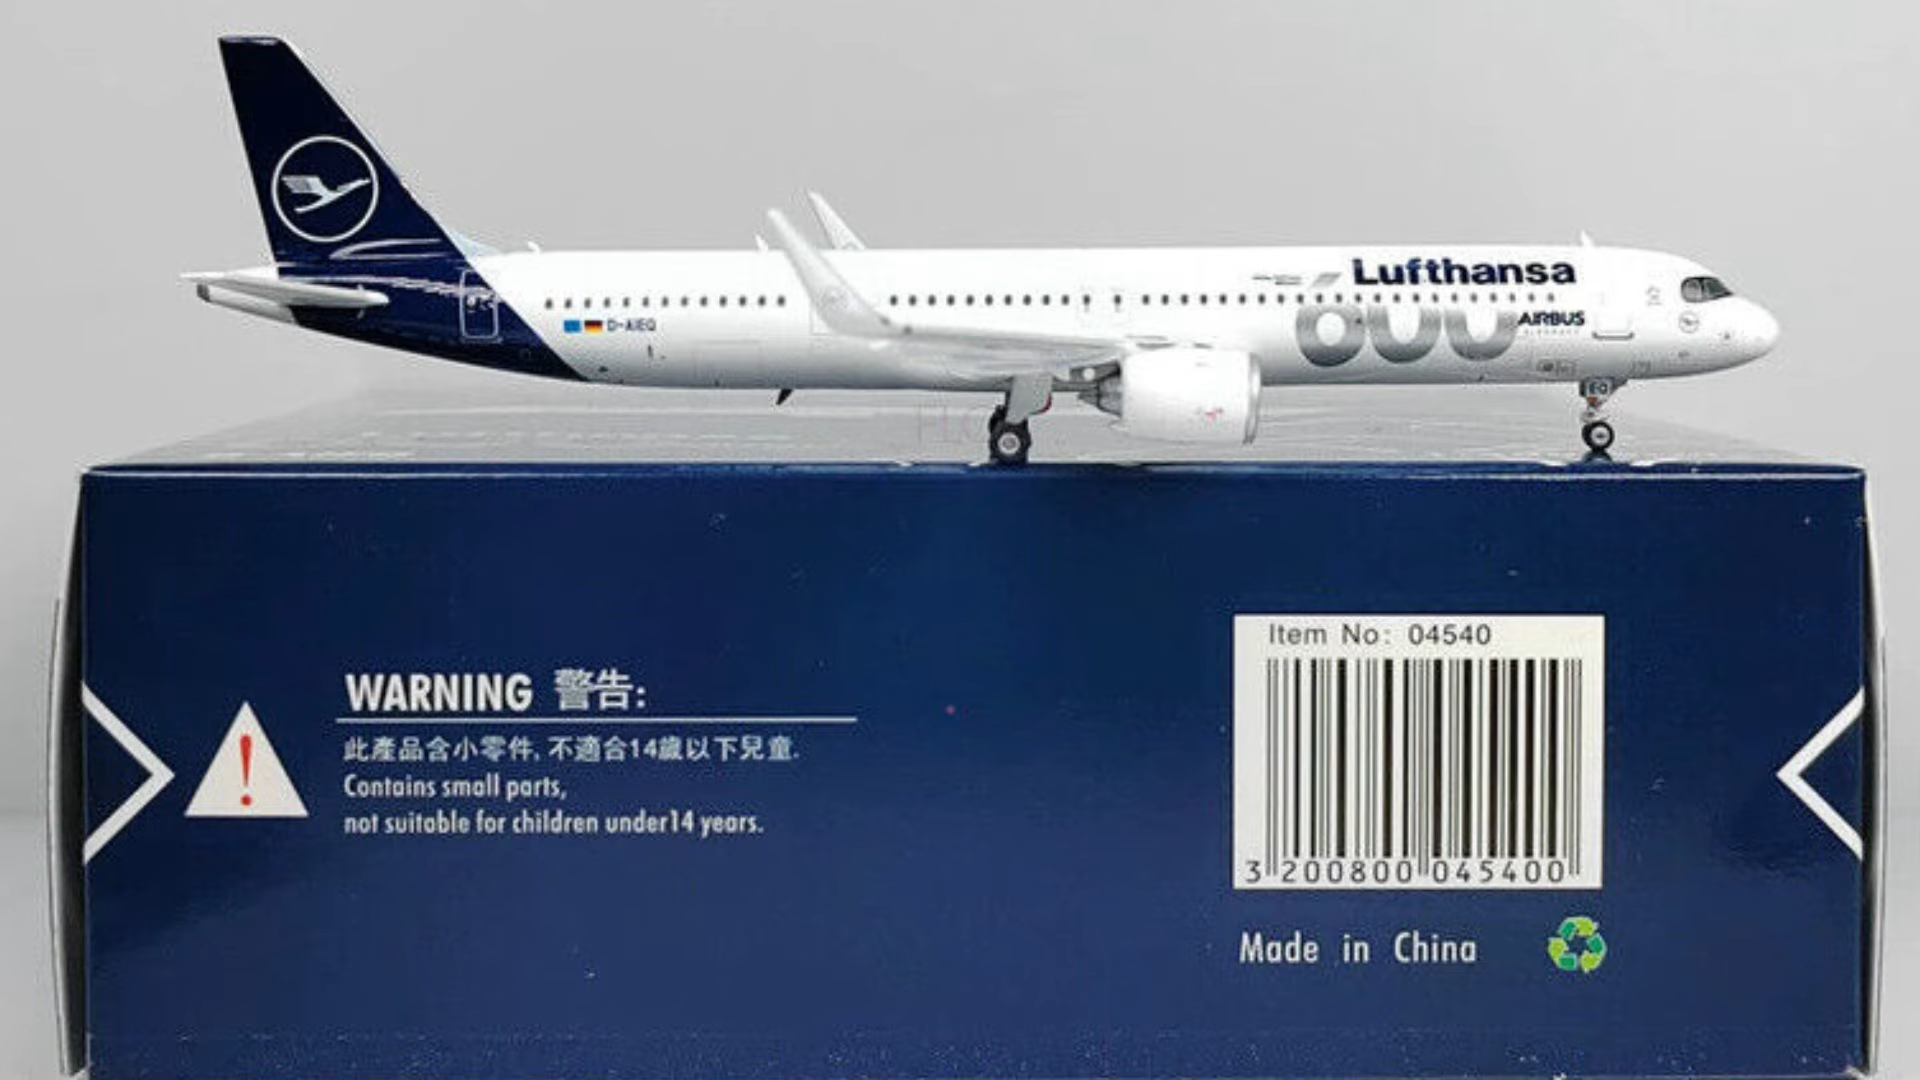 Lufthansa
600
AIRBUS
D-AIEQ
EQ
Item No: 04540
WARNING 警告:
此產品含小零件, 不適合14歲以下兒童.
Contains small parts,
not suitable for children under14 years.
3 200800 045400
Made in China